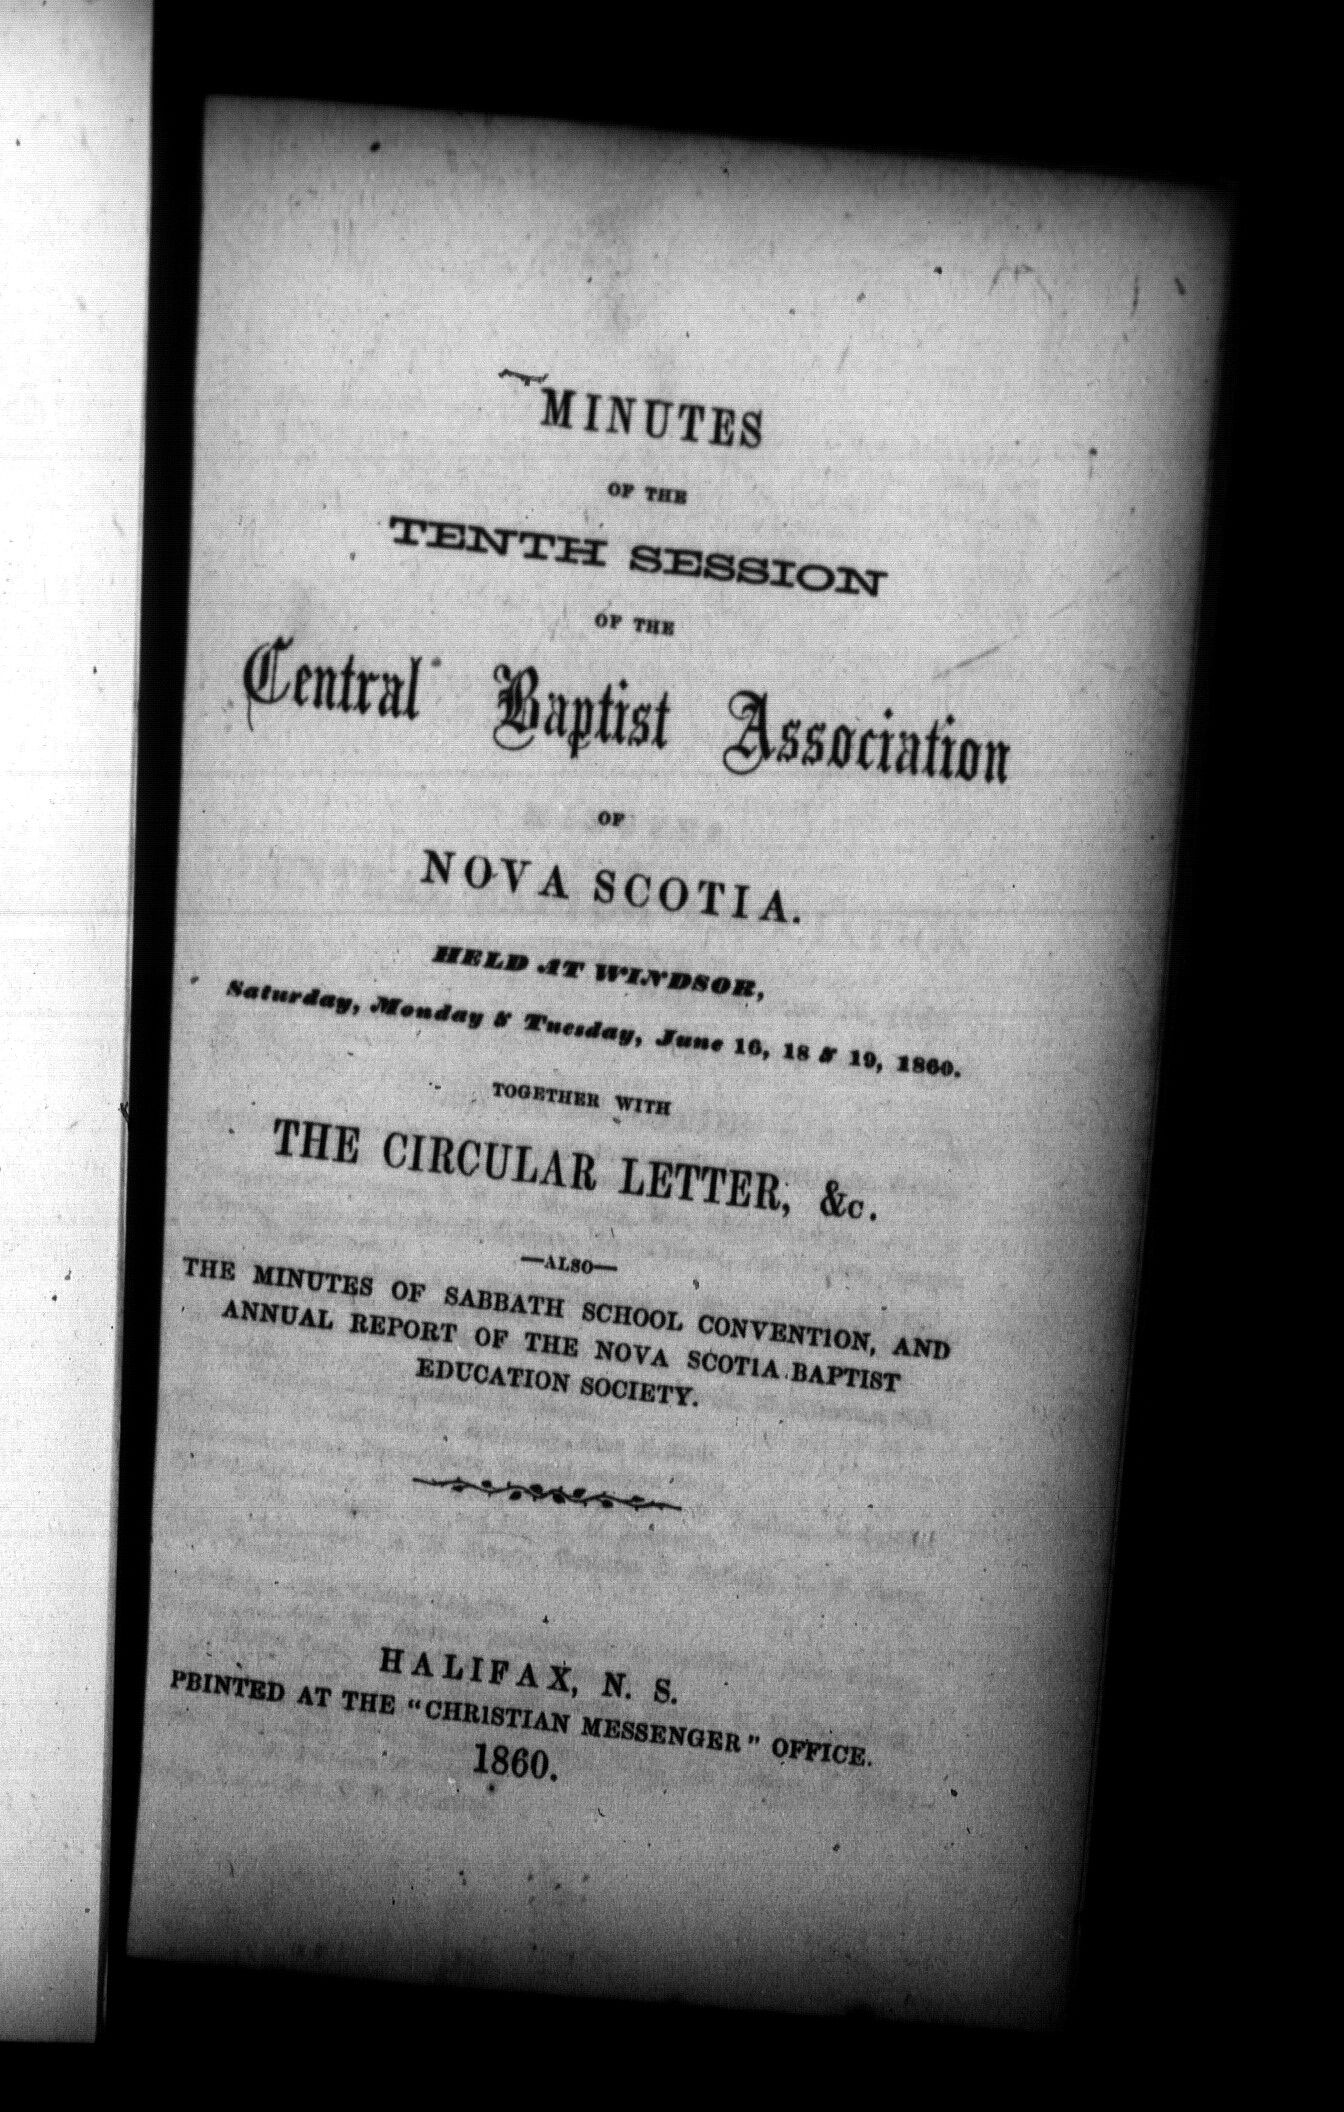 MINUTES
OF THE
TENTH SESSION
OF THE
Central Baptist Association
OF
NOVA SCOTIA.
HELD AT WINDSOR,
Saturday, Monday & Tuesday, June 16, 18 & 19, 1860.
TOGETHER WITH
THE CIRCULAR LETTER, &c.
—ALSO—
THE MINUTES OF SABBATH SCHOOL CONVENTION, AND
ANNUAL REPORT OF THE NOVA SCOTIA BAPTIST
EDUCATION SOCIETY.
HALIFAX, N. S.
PRINTED AT THE "CHRISTIAN MESSENGER" OFFICE.
1860.